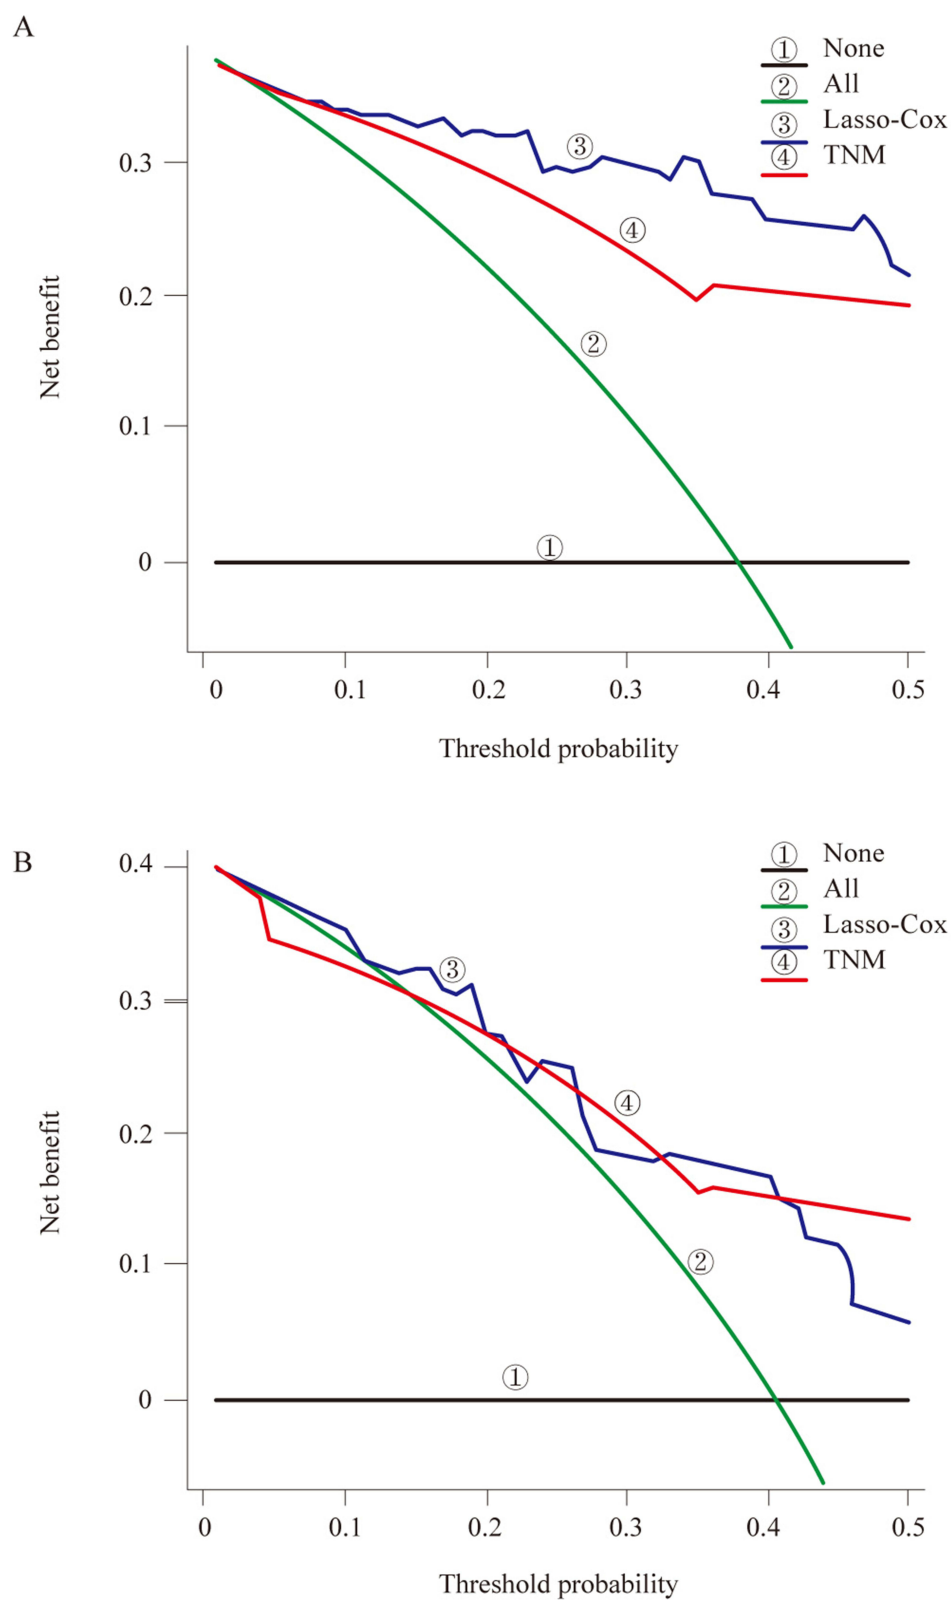 A
① None
② All
③ Lasso-Cox
④ TNM
0.3
0.2
0.1
0
Net benefit
③
④
②
①
0 0.1 0.2 0.3 0.4 0.5
Threshold probability
B
① None
② All
③ Lasso-Cox
④ TNM
0.4
0.3
0.2
0.1
0
Net benefit
③
④
②
①
0 0.1 0.2 0.3 0.4 0.5
Threshold probability